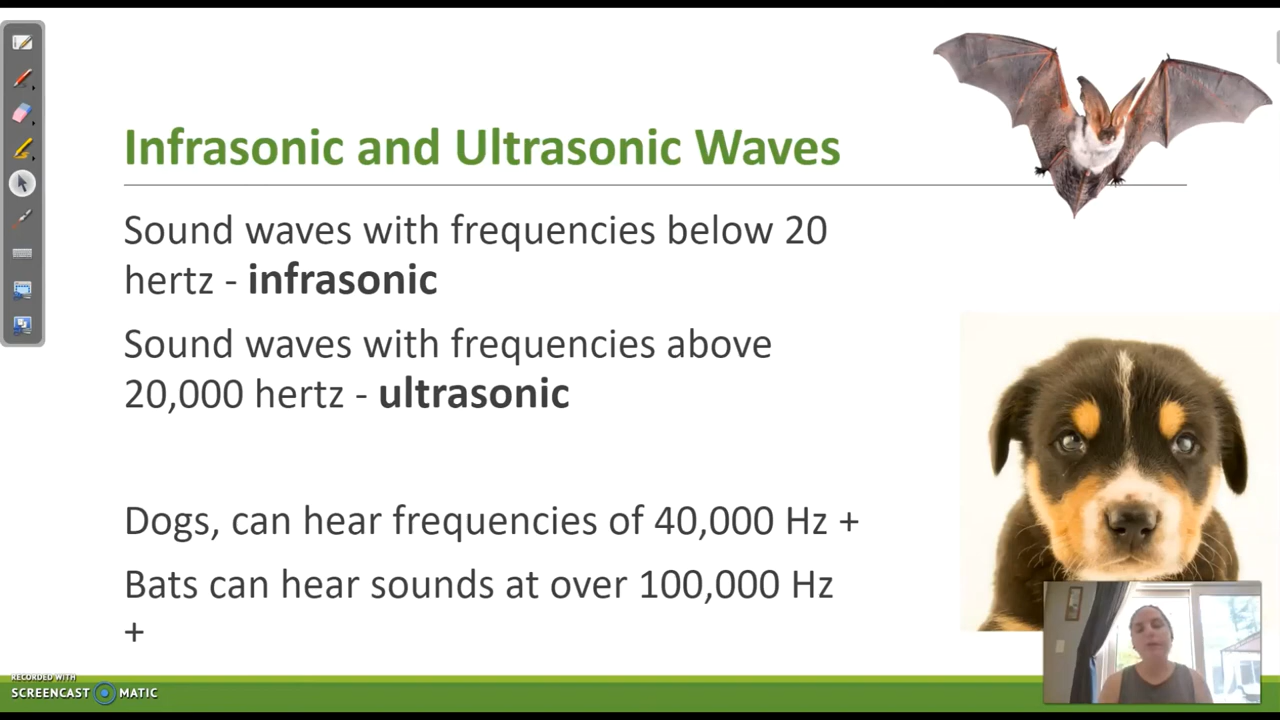 Infrasonic and Ultrasonic Waves
Sound waves with frequencies below 20
hertz - infrasonic
Sound waves with frequencies above
20,000 hertz - ultrasonic
Dogs, can hear frequencies of 40,000 Hz +
Bats can hear sounds at over 100,000 Hz
+
RECORDED WITH
SCREENCAST MATIC